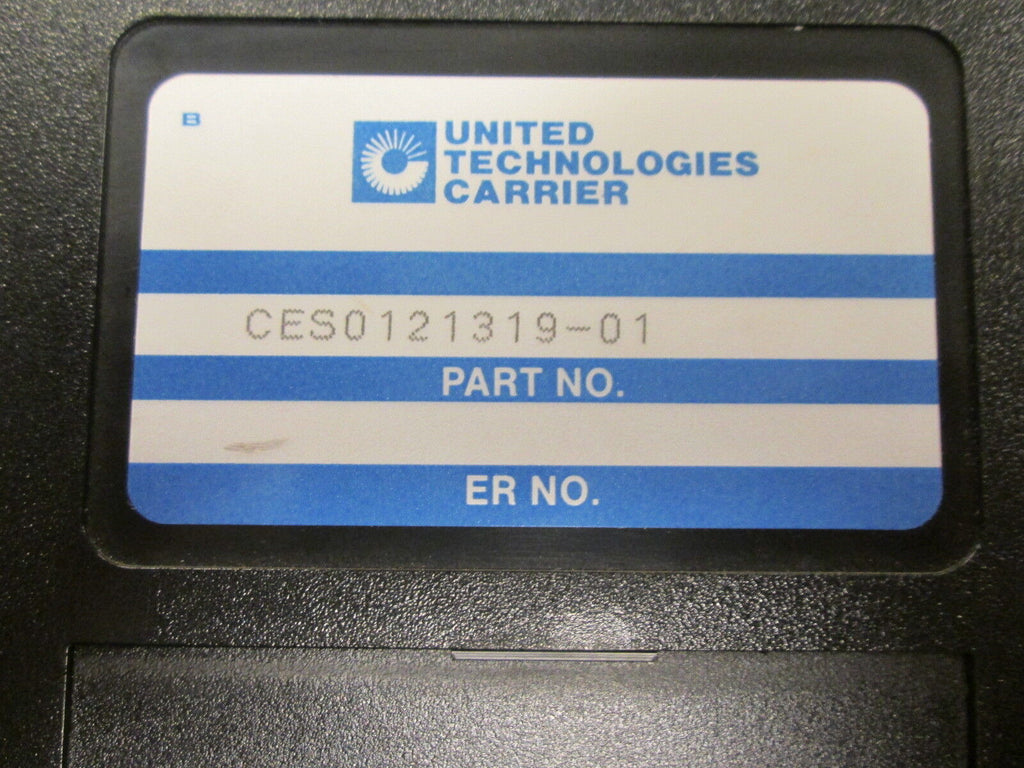 B
UNITED
TECHNOLOGIES
CARRIER
CES0121319-01
PART NO.
ER NO.